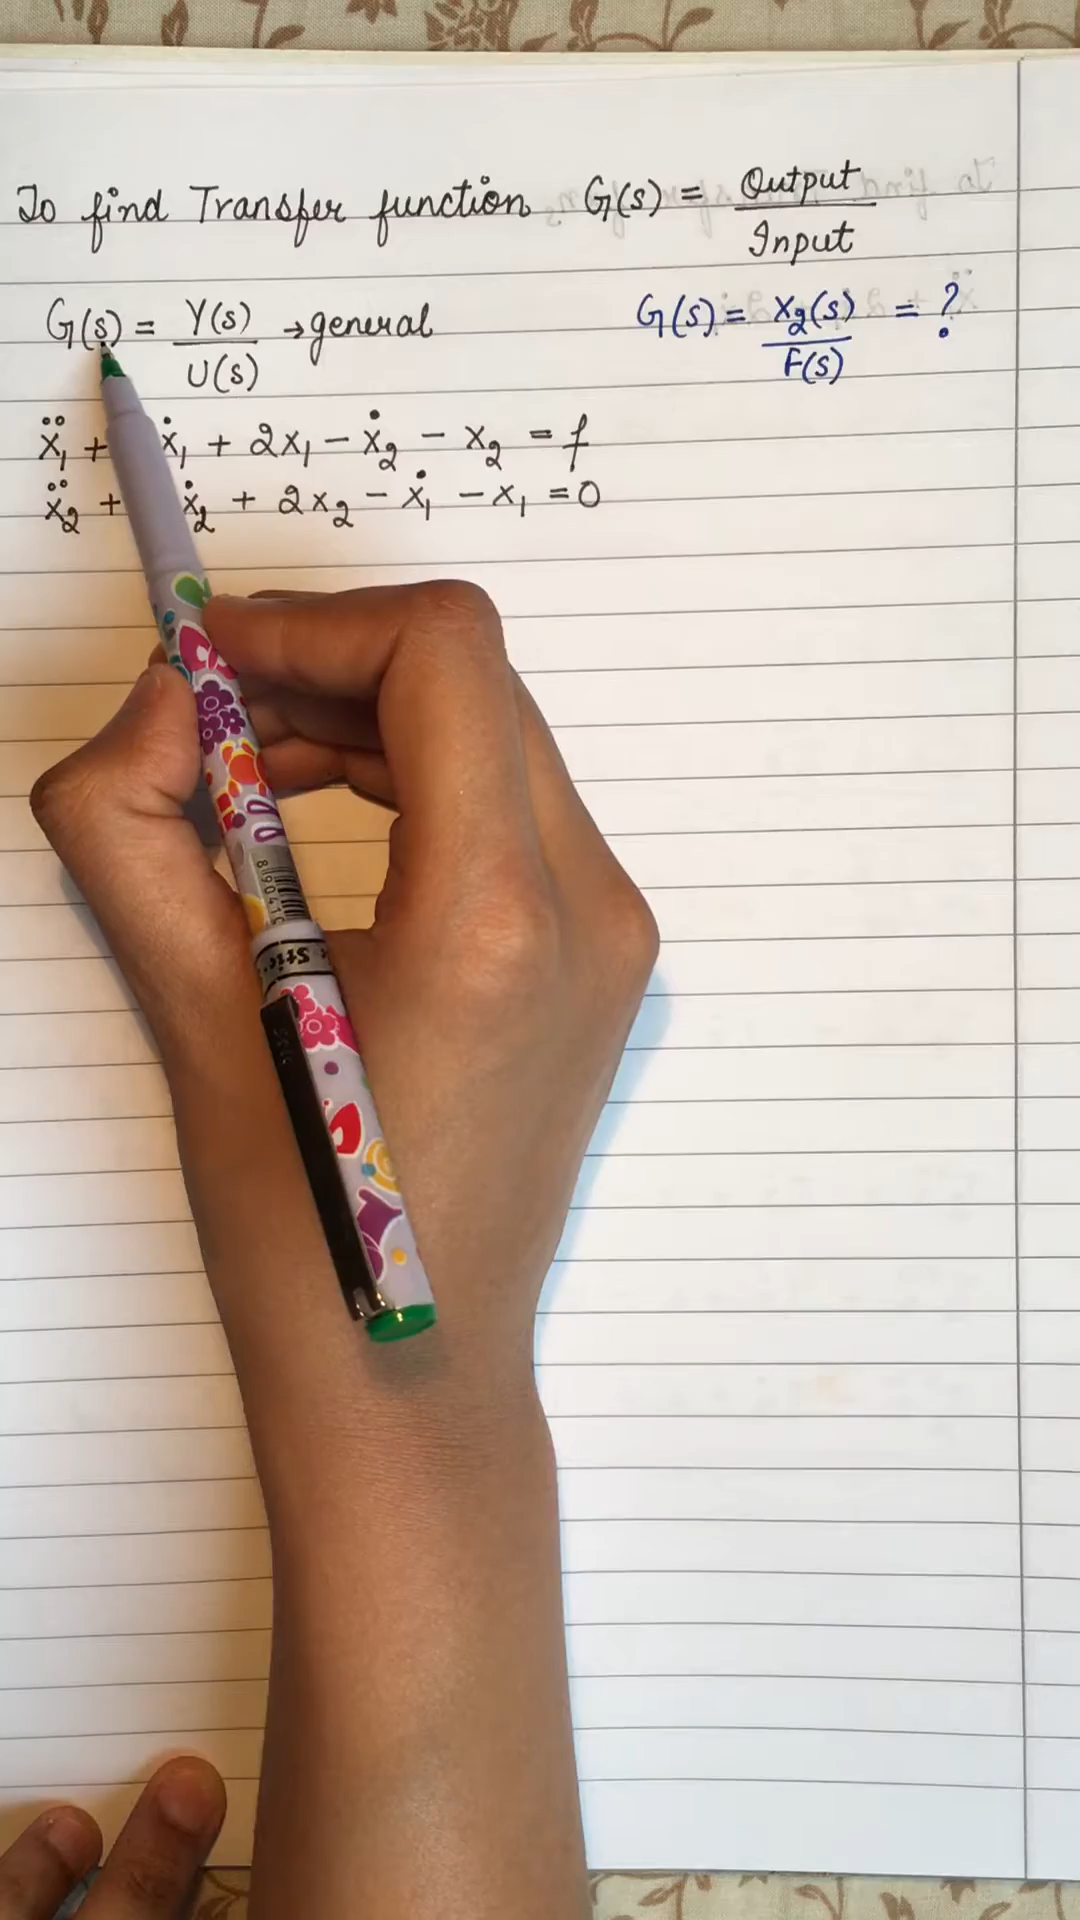 To find Transfer function G(s) = Output / Input
G(s) = Y(s) / U(s) → general
G(s) = X₂(s) / F(s) = ?
ẍ₁ + ẋ₁ + 2x₁ - ẋ₂ - x₂ = f
ẍ₂ + ẋ₂ + 2x₂ - ẋ₁ - x₁ = 0